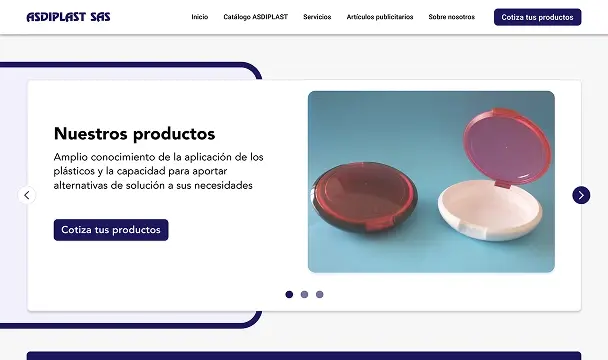 ASDIPLAST SAS
Inicio
Catálogo ASDIPLAST
Servicios
Artículos publicitarios
Sobre nosotros
Cotiza tus productos
Nuestros productos
Amplio conocimiento de la aplicación de los
plásticos y la capacidad para aportar
alternativas de solución a sus necesidades
Cotiza tus productos